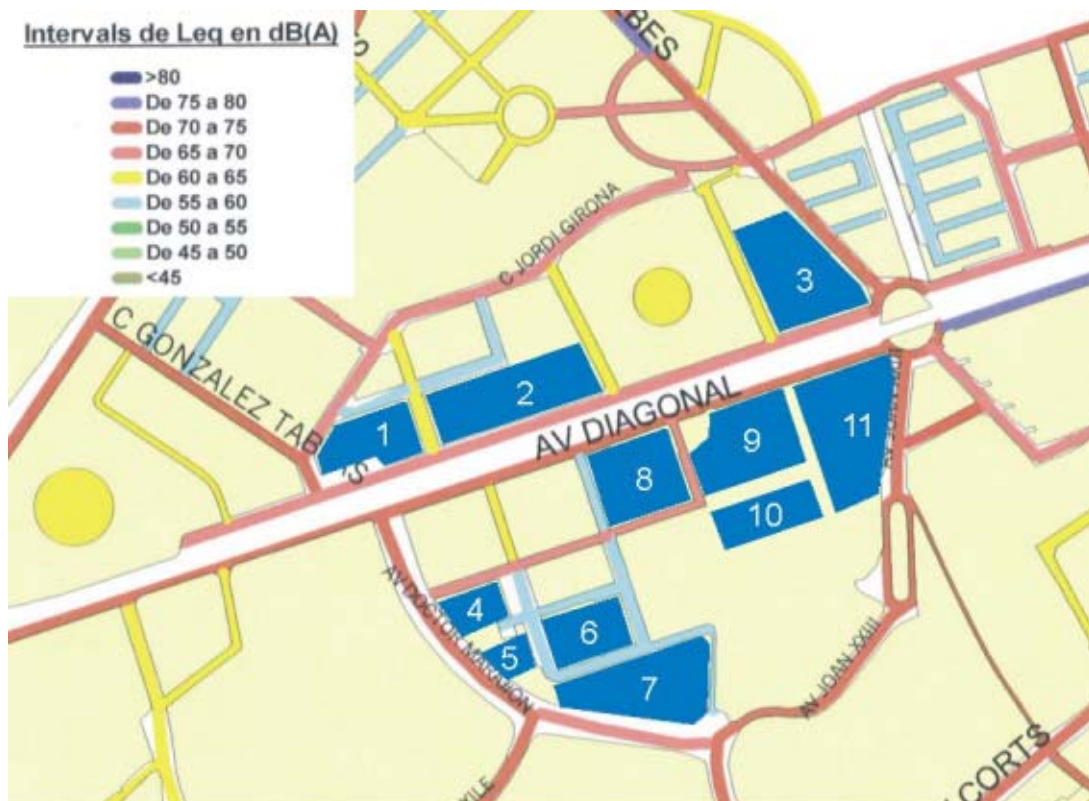 Intervals de Leq en dB(A)
>80
De 75 a 80
De 70 a 75
De 65 a 70
De 60 a 65
De 55 a 60
De 50 a 55
De 45 a 50
<45
C JORDI GIRONA
C GONZALEZ
AV DIAGONAL
AV DOCTOR
AV JOAN XXIII
CORTS
1
2
3
4
5
6
7
8
9
10
11